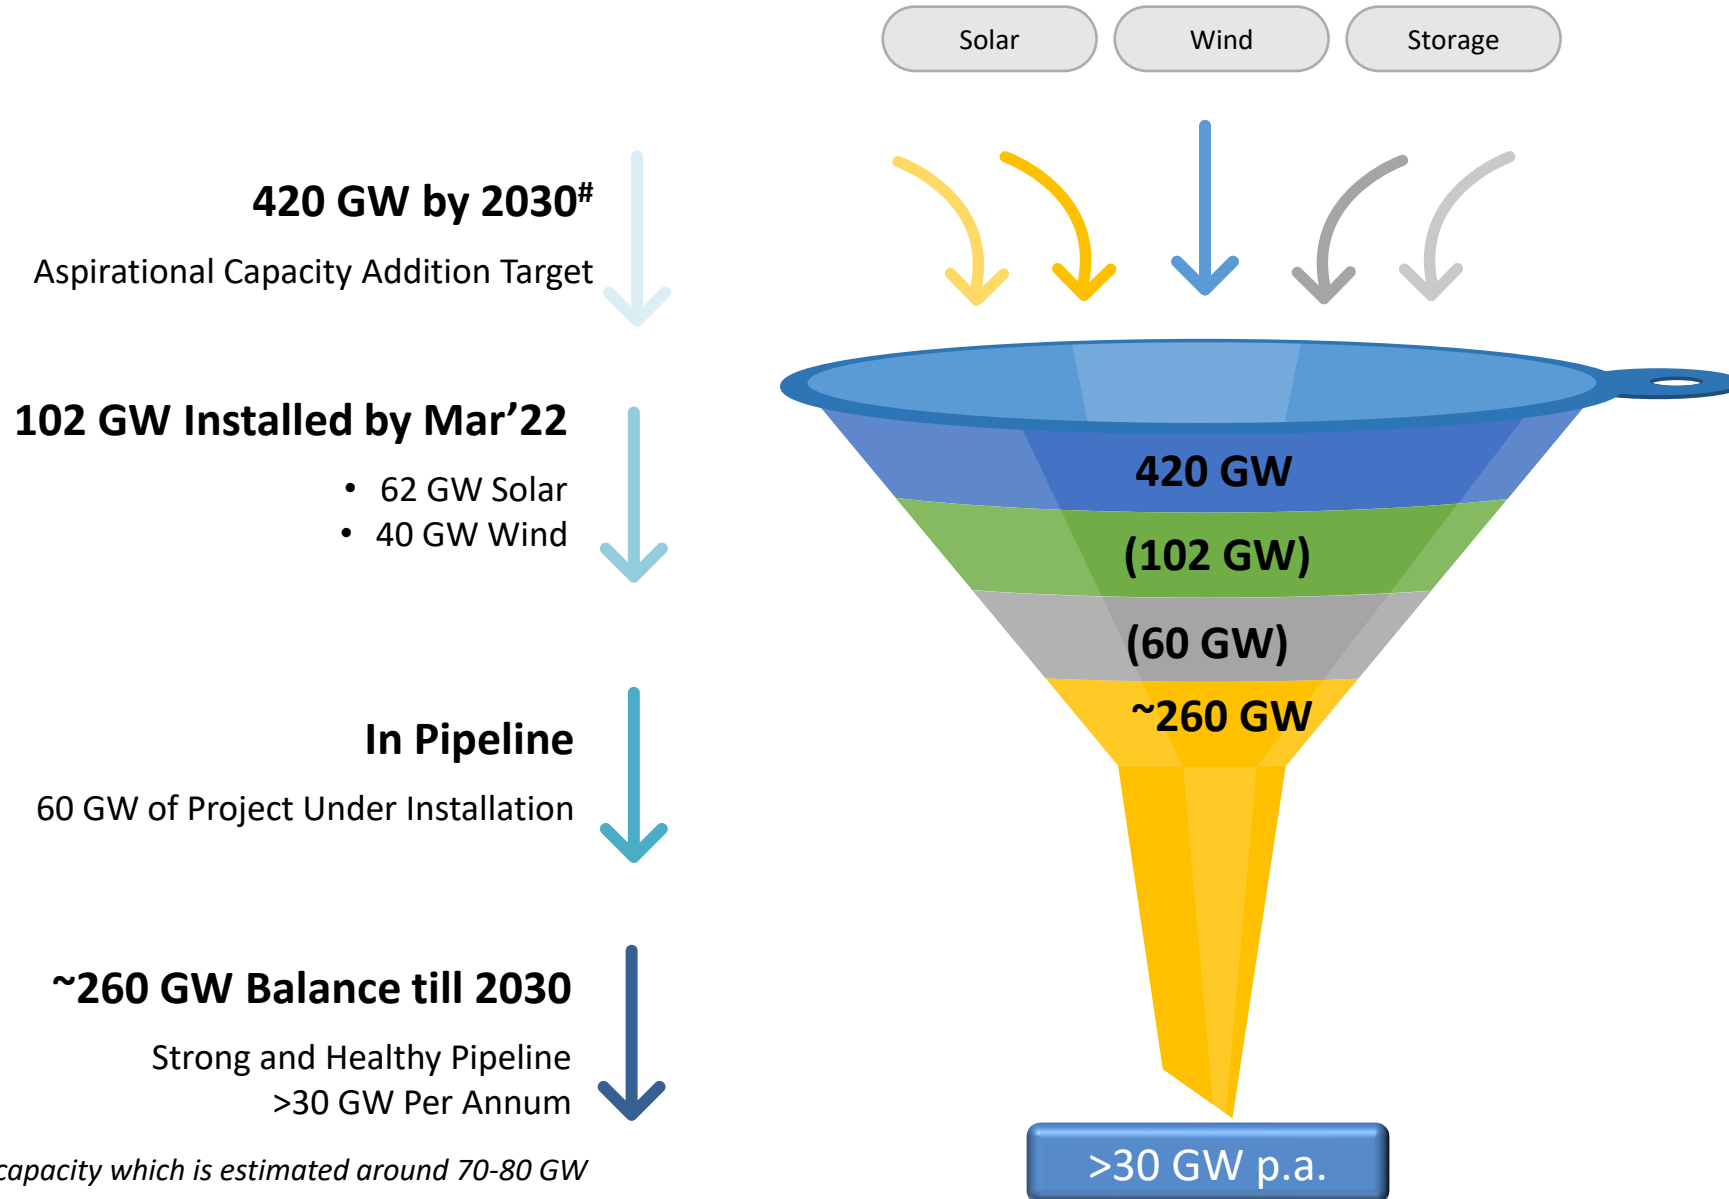 Solar
Wind
Storage
420 GW by 2030#
Aspirational Capacity Addition Target
102 GW Installed by Mar’22
• 62 GW Solar
• 40 GW Wind
In Pipeline
60 GW of Project Under Installation
~260 GW Balance till 2030
Strong and Healthy Pipeline
>30 GW Per Annum
capacity which is estimated around 70-80 GW
420 GW
(102 GW)
(60 GW)
~260 GW
>30 GW p.a.